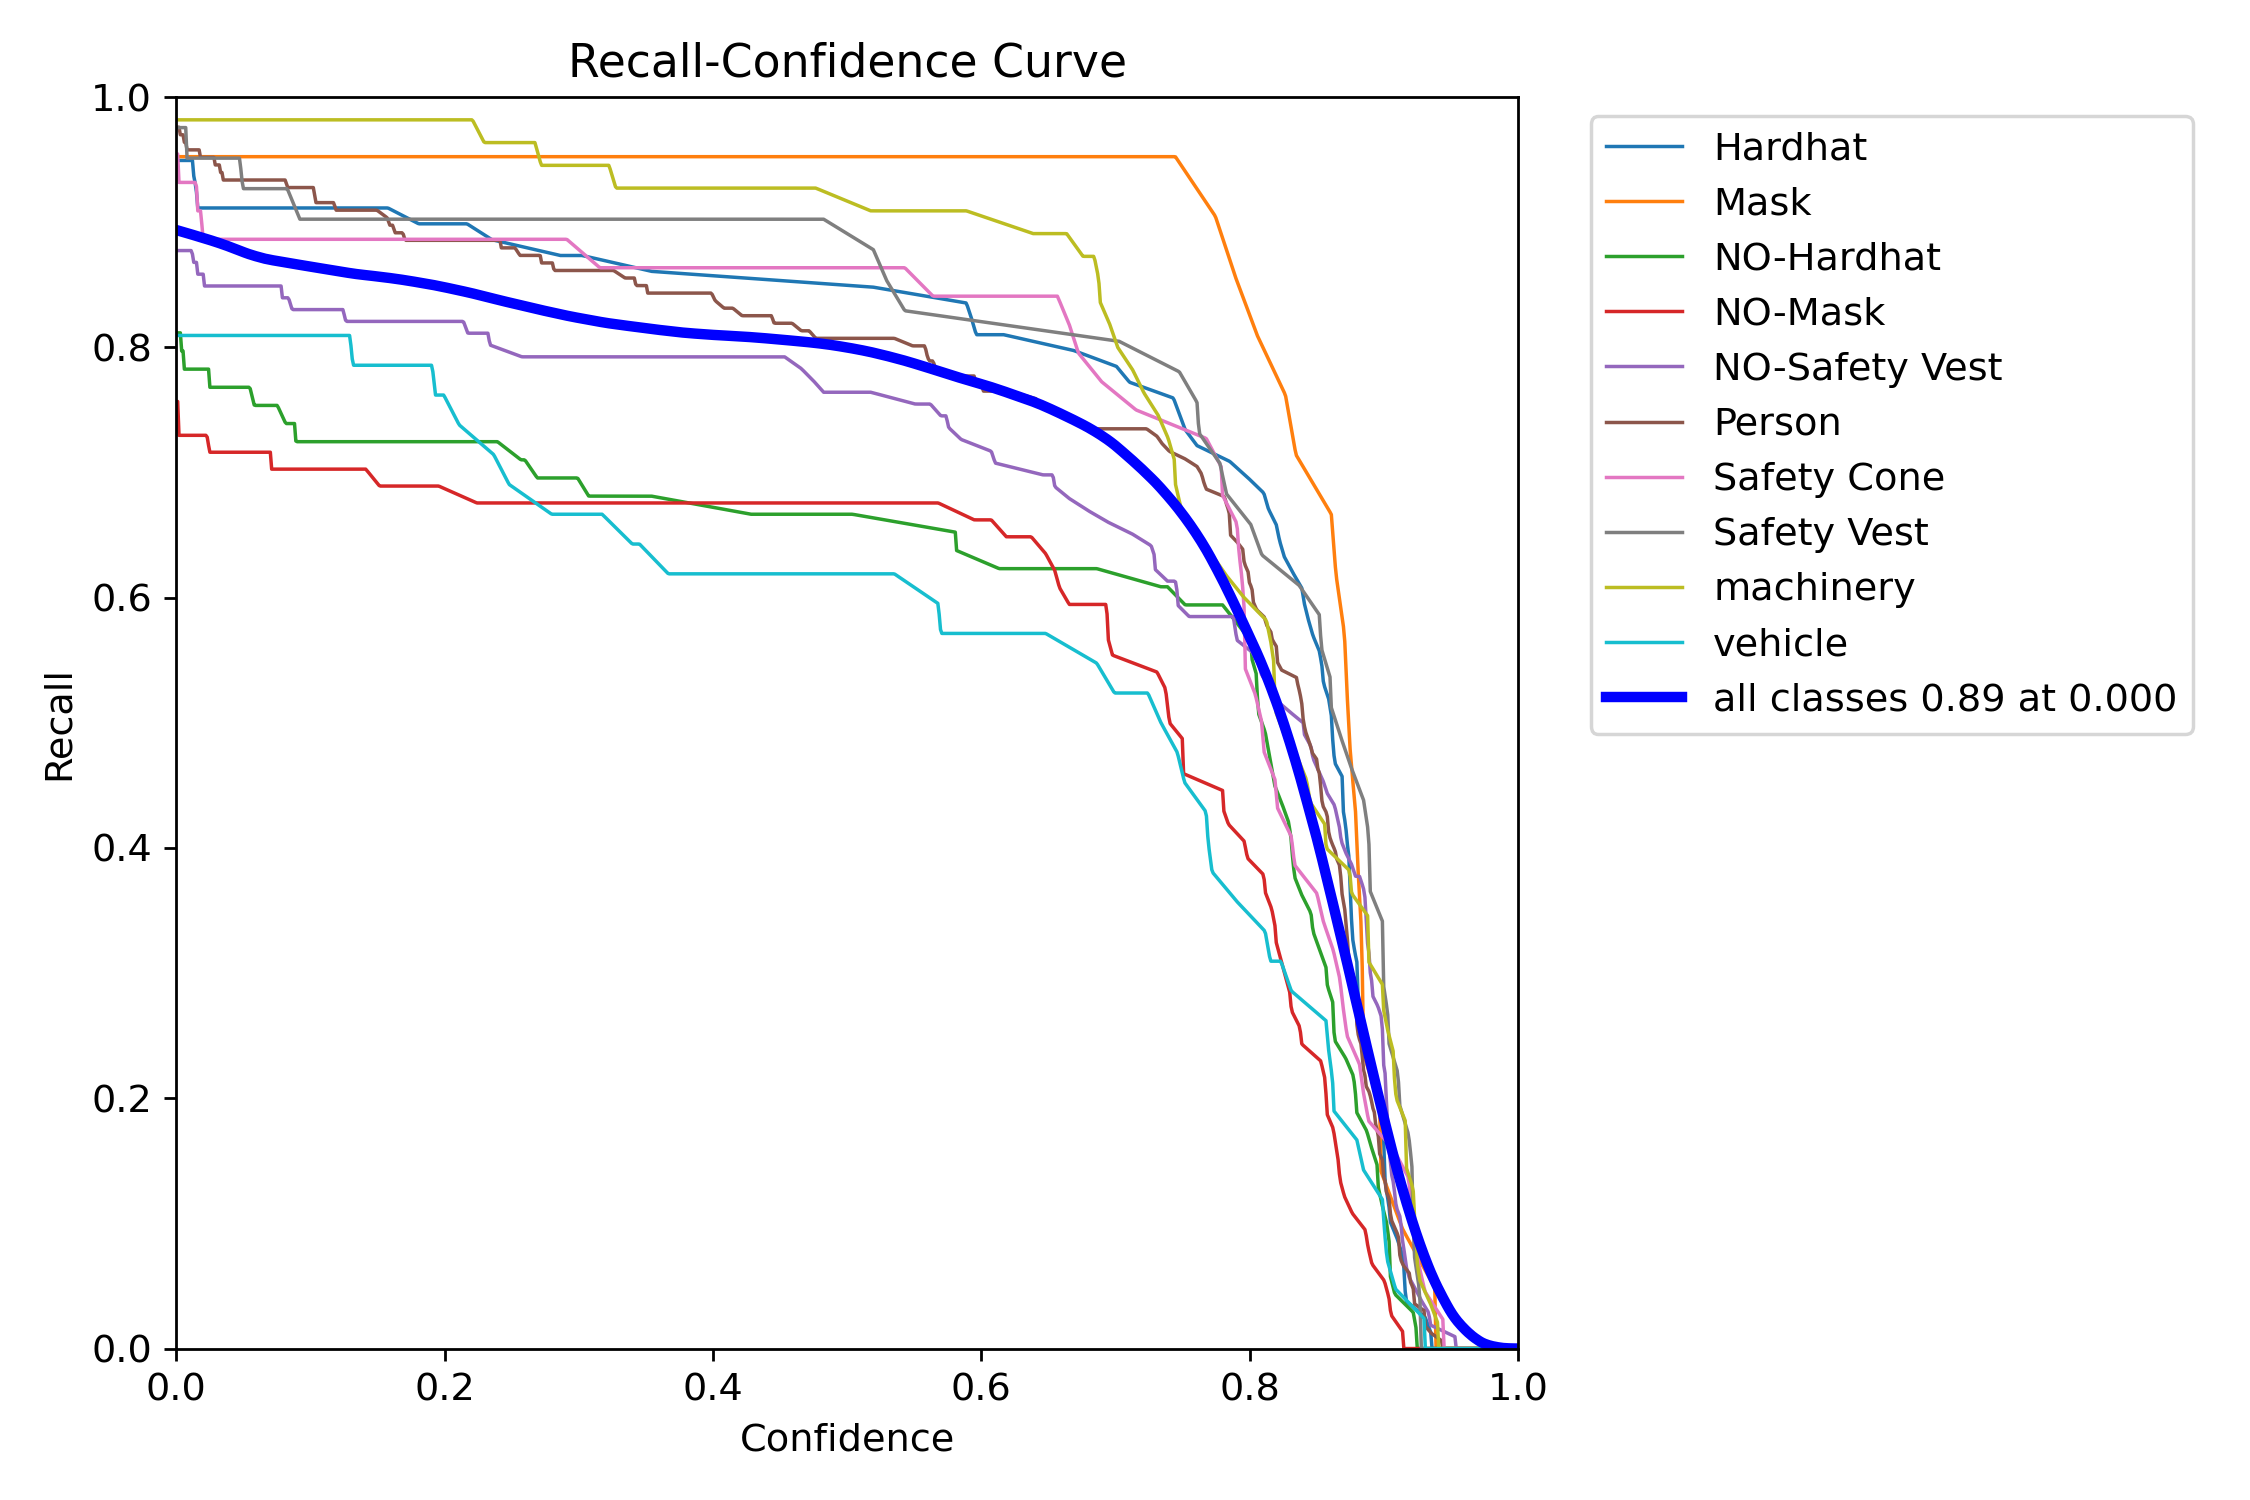 Recall-Confidence Curve
1.0
0.8
0.6
0.4
0.2
0.0
Recall
0.0 0.2 0.4 0.6 0.8 1.0
Confidence
Hardhat
Mask
NO-Hardhat
NO-Mask
NO-Safety Vest
Person
Safety Cone
Safety Vest
machinery
vehicle
all classes 0.89 at 0.000